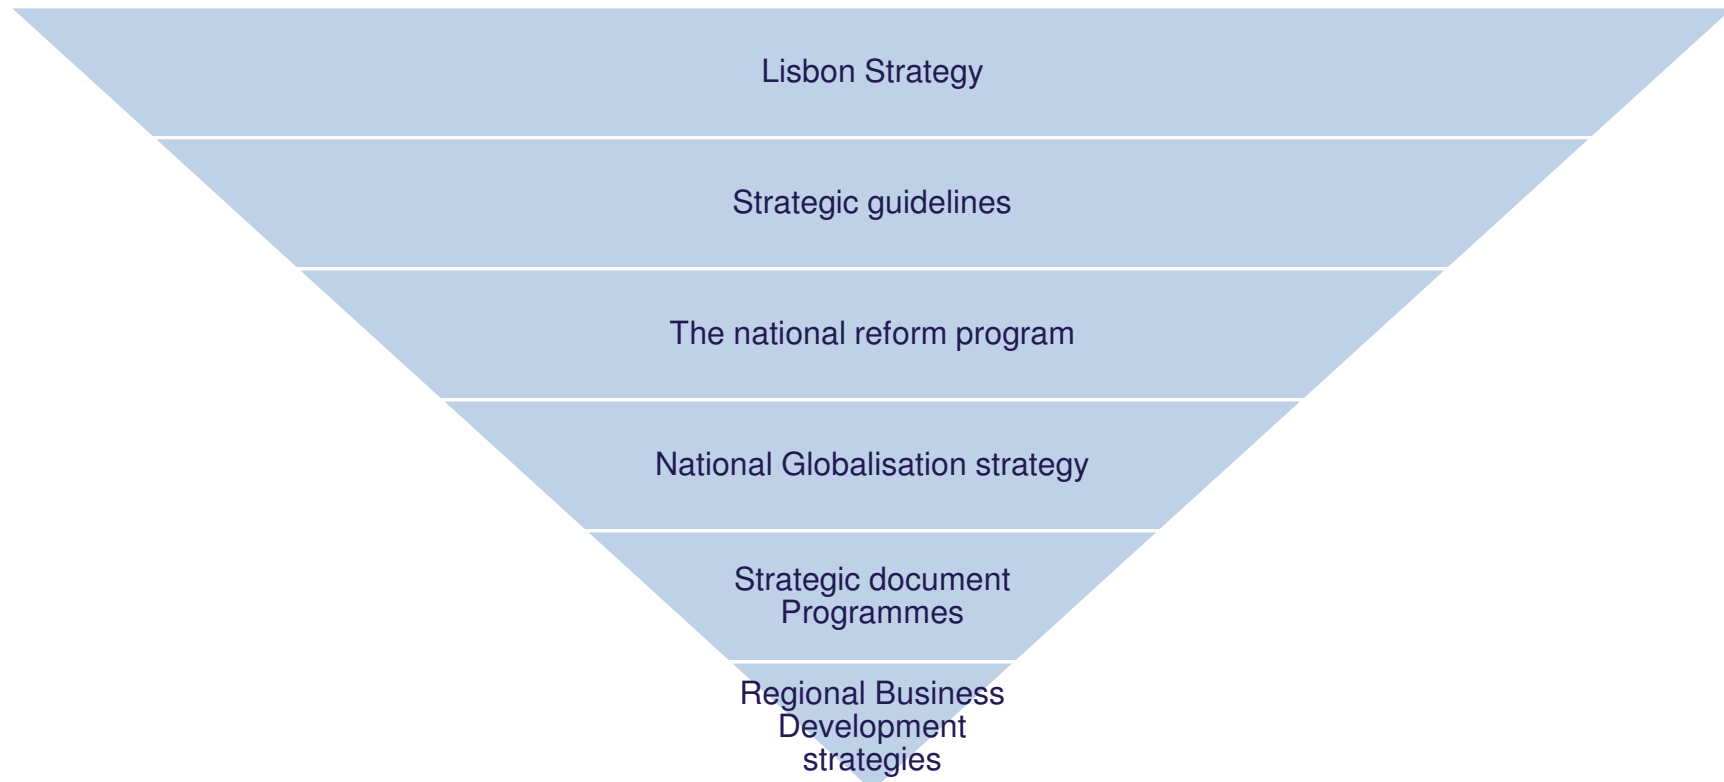 Lisbon Strategy
Strategic guidelines
The national reform program
National Globalisation strategy
Strategic document
Programmes
Regional Business
Development
strategies